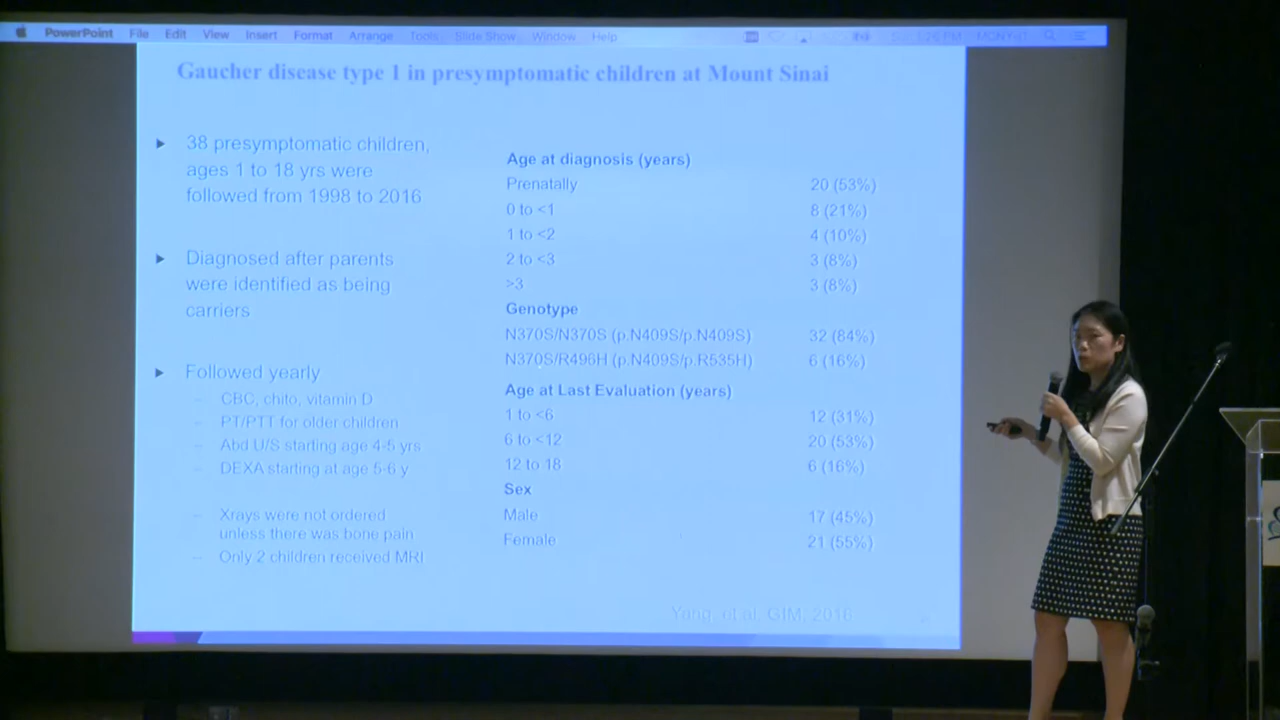 PowerPoint File Edit View Insert Format Arrange Tools Slide Show Window Help
Gaucher disease type 1 in presymptomatic children at Mount Sinai
▶ 38 presymptomatic children,
ages 1 to 18 yrs were
followed from 1998 to 2016
▶ Diagnosed after parents
were identified as being
carriers
▶ Followed yearly
– CBC, chito, vitamin D
– PT/PTT for older children
– Abd U/S starting age 4-5 yrs
– DEXA starting at age 5-6 y
– Xrays were not ordered
unless there was bone pain
– Only 2 children received MRI
Age at diagnosis (years)
Prenatally 20 (53%)
0 to <1 8 (21%)
1 to <2 4 (10%)
2 to <3 3 (8%)
>3 3 (8%)
Genotype
N370S/N370S (p.N409S/p.N409S) 32 (84%)
N370S/R496H (p.N409S/p.R535H) 6 (16%)
Age at Last Evaluation (years)
1 to <6 12 (31%)
6 to <12 20 (53%)
12 to 18 6 (16%)
Sex
Male 17 (45%)
Female 21 (55%)
et.al. GIM, 2016